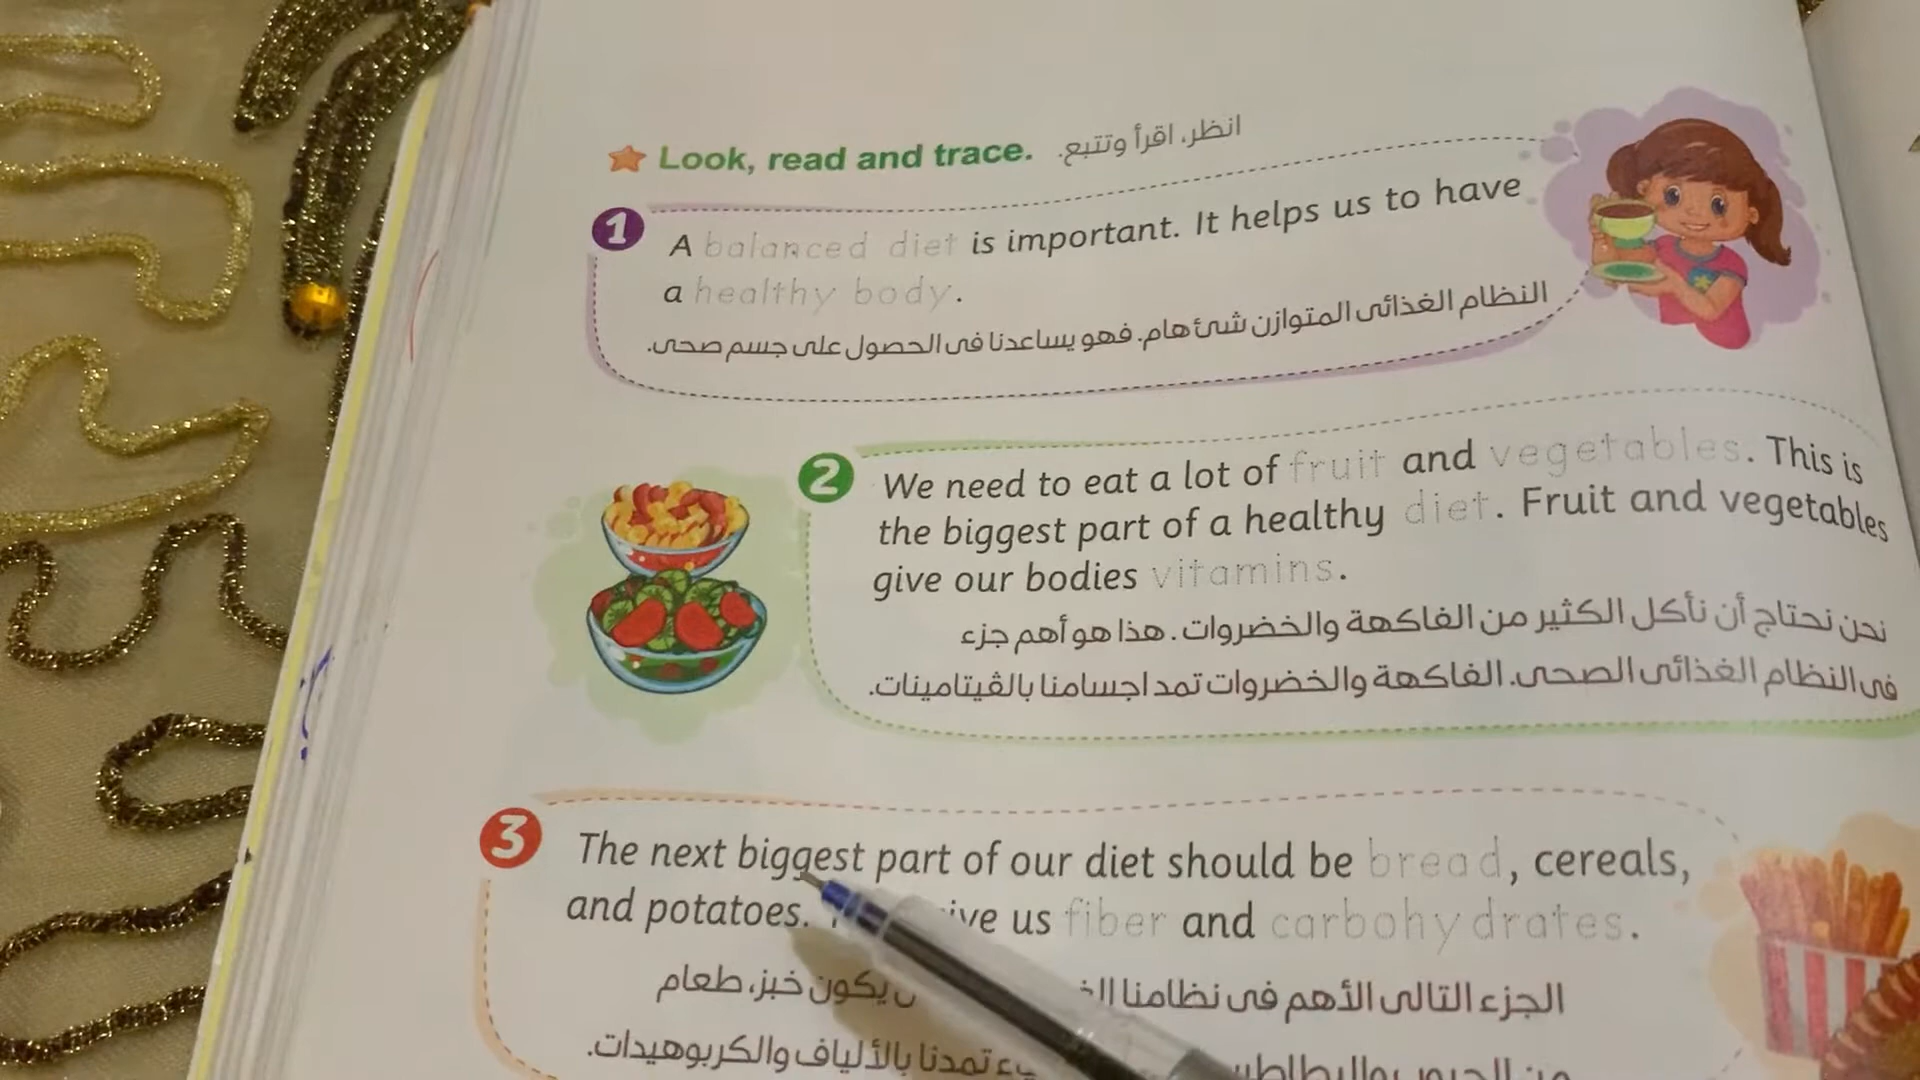 Look, read and trace. انظر، اقرأ وتتبع.
1
A balanced diet is important. It helps us to have
a healthy body.
النظام الغذائى المتوازن شئ هام. فهو يساعدنا فى الحصول على جسم صحى.
2
We need to eat a lot of fruit and vegetables. This is
the biggest part of a healthy diet. Fruit and vegetables
give our bodies vitamins.
نحن نحتاج أن نأكل الكثير من الفاكهة والخضروات. هذا هو أهم جزء
فى النظام الغذائى الصحى. الفاكهة والخضروات تمد اجسامنا بالڤيتامينات.
3
The next biggest part of our diet should be bread, cereals,
and potatoes. us fiber and carbohydrates.
الجزء التالى الأهم فى نظامنا يكون خبز، طعام
تمدنا بالألياف والكربوهيدات.